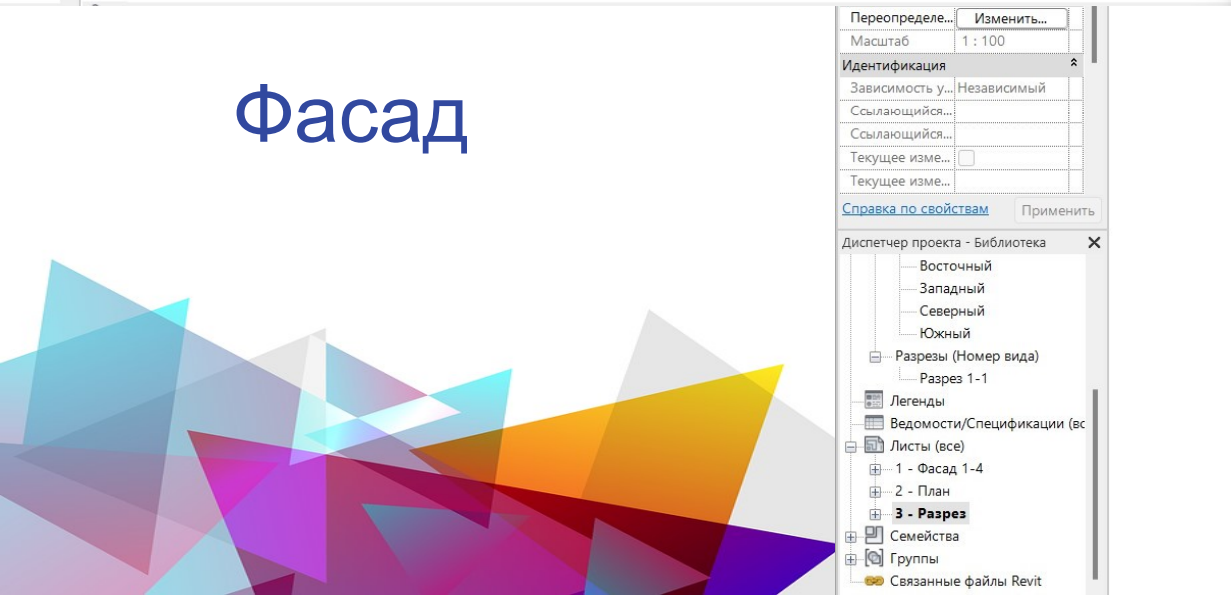 Фасад
Переопределе... Изменить...
Масштаб 1 : 100
Идентификация
Зависимость у... Независимый
Ссылающийся...
Ссылающийся...
Текущее изме...
Текущее изме...
Справка по свойствам Применить
Диспетчер проекта - Библиотека
Восточный
Западный
Северный
Южный
Разрезы (Номер вида)
Разрез 1-1
Легенды
Ведомости/Спецификации (вс
Листы (все)
1 - Фасад 1-4
2 - План
3 - Разрез
Семейства
Группы
Связанные файлы Revit